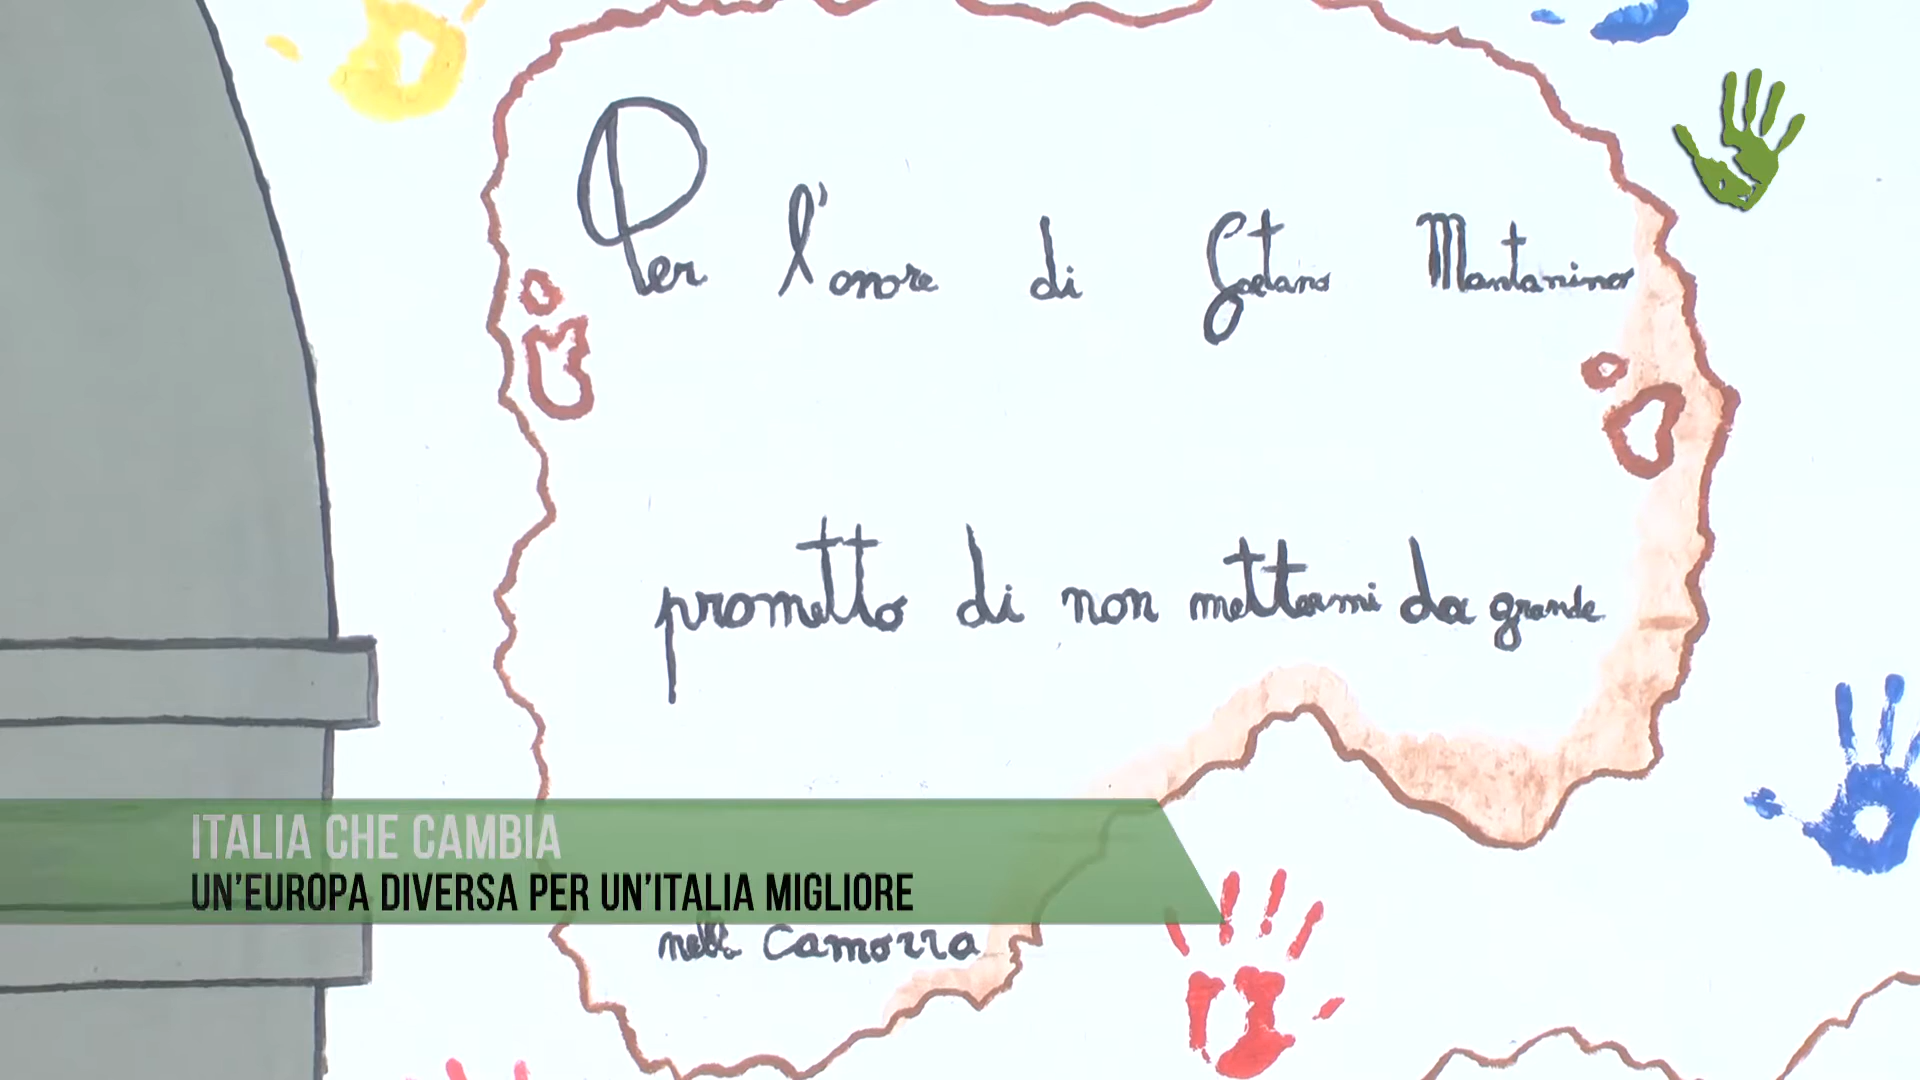 Per l'onore di Gaetano Montanino
prometto di non mettermi da grande
nella Camorra
ITALIA CHE CAMBIA
UN'EUROPA DIVERSA PER UN'ITALIA MIGLIORE